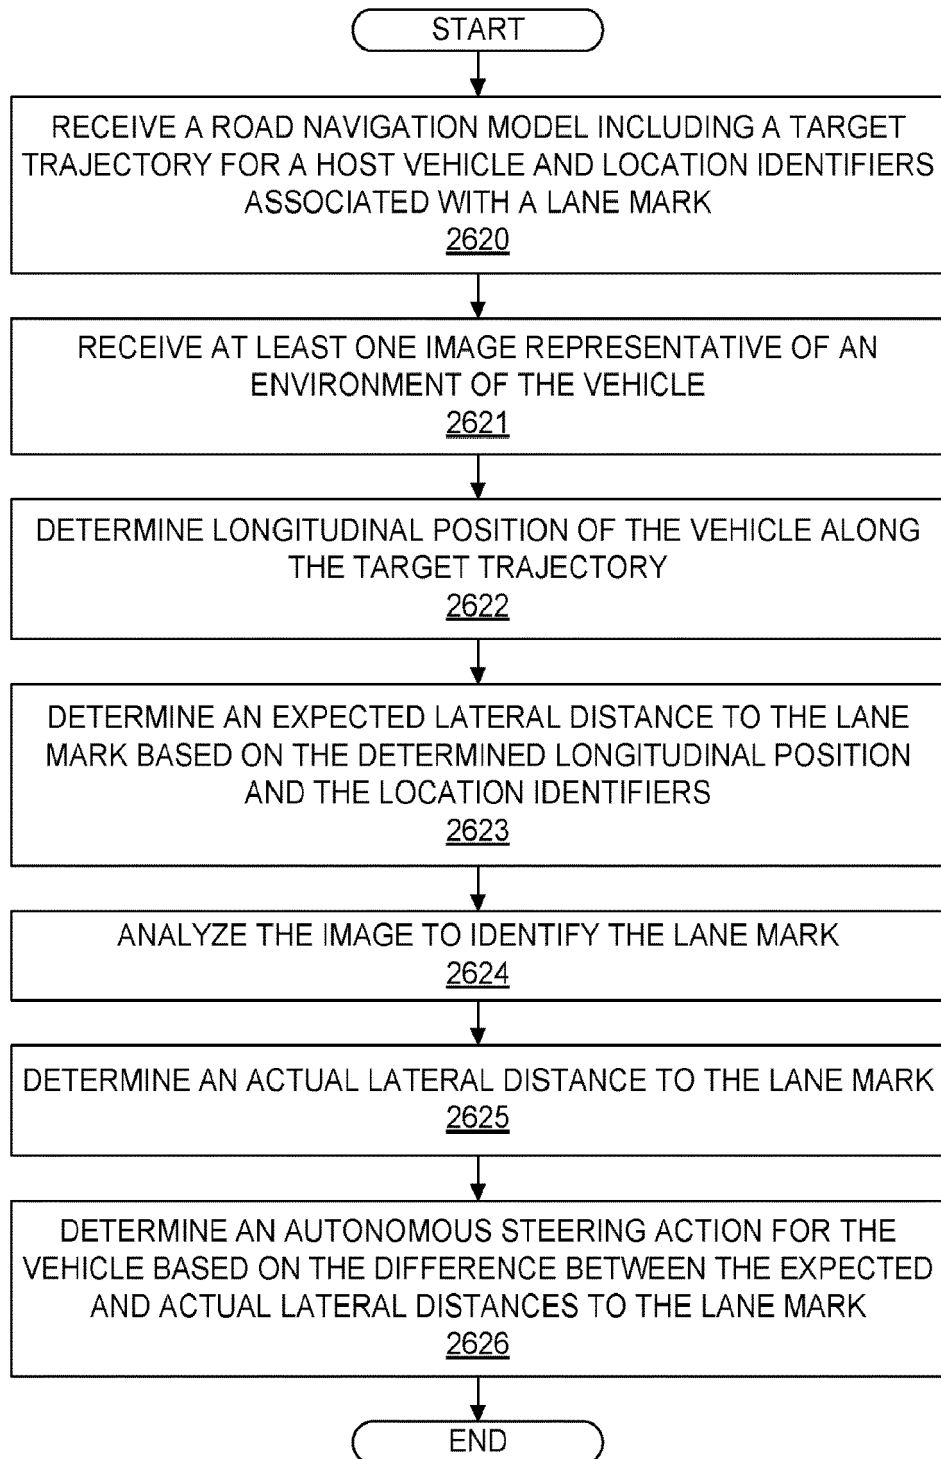 START
RECEIVE A ROAD NAVIGATION MODEL INCLUDING A TARGET
TRAJECTORY FOR A HOST VEHICLE AND LOCATION IDENTIFIERS
ASSOCIATED WITH A LANE MARK
2620
RECEIVE AT LEAST ONE IMAGE REPRESENTATIVE OF AN
ENVIRONMENT OF THE VEHICLE
2621
DETERMINE LONGITUDINAL POSITION OF THE VEHICLE ALONG
THE TARGET TRAJECTORY
2622
DETERMINE AN EXPECTED LATERAL DISTANCE TO THE LANE
MARK BASED ON THE DETERMINED LONGITUDINAL POSITION
AND THE LOCATION IDENTIFIERS
2623
ANALYZE THE IMAGE TO IDENTIFY THE LANE MARK
2624
DETERMINE AN ACTUAL LATERAL DISTANCE TO THE LANE MARK
2625
DETERMINE AN AUTONOMOUS STEERING ACTION FOR THE
VEHICLE BASED ON THE DIFFERENCE BETWEEN THE EXPECTED
AND ACTUAL LATERAL DISTANCES TO THE LANE MARK
2626
END